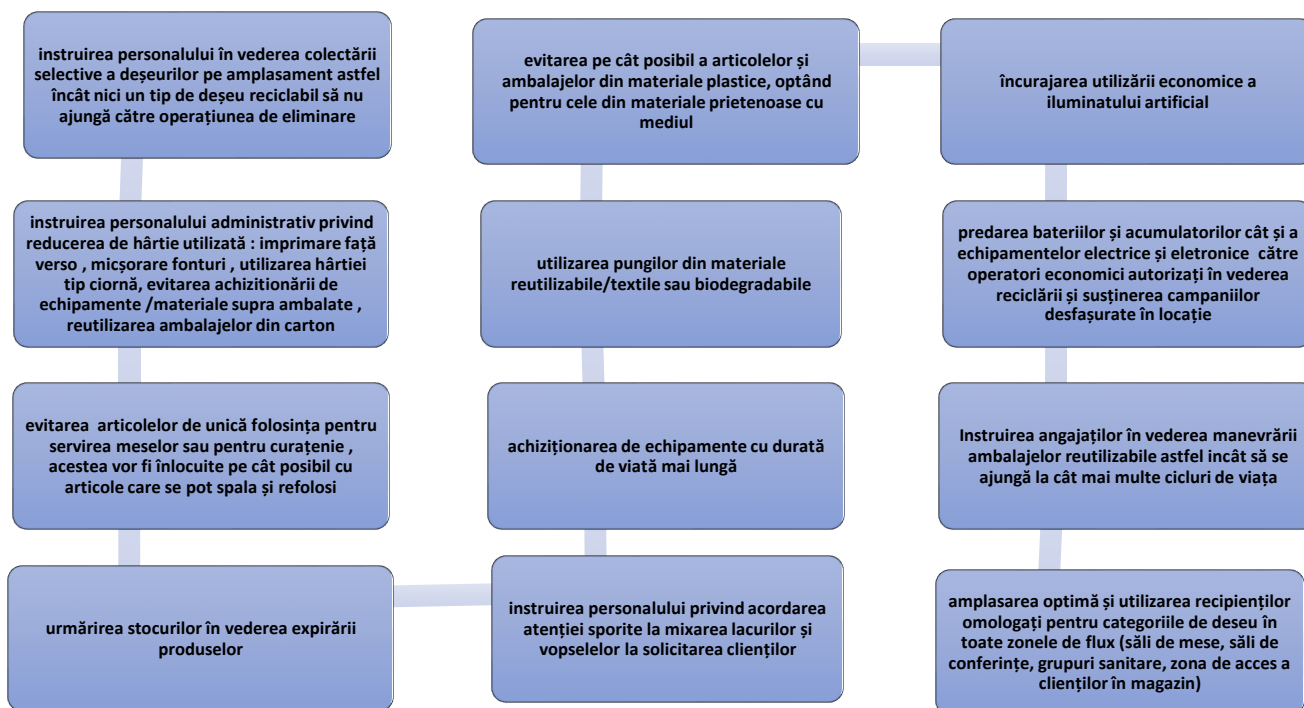 instruirea personalului în vederea colectării
selective a deșeurilor pe amplasament astfel
încât nici un tip de deșeu reciclabil să nu
ajungă către operațiunea de eliminare
instruirea personalului administrativ privind
reducerea de hârtie utilizată : imprimare față
verso , micșorare fonturi , utilizarea hârtiei
tip ciornă, evitarea achizitionării de
echipamente /materiale supra ambalate ,
reutilizarea ambalajelor din carton
evitarea articolelor de unică folosința pentru
servirea meselor sau pentru curațenie ,
acestea vor fi înlocuite pe cât posibil cu
articole care se pot spala și refolosi
urmărirea stocurilor în vederea expirării
produselor
instruirea personalului privind acordarea
atenției sporite la mixarea lacurilor și
vopselelor la solicitarea clienților
achiziționarea de echipamente cu durată
de viată mai lungă
utilizarea pungilor din materiale
reutilizabile/textile sau biodegradabile
evitarea pe cât posibil a articolelor și
ambalajelor din materiale plastice, optând
pentru cele din materiale prietenoase cu
mediul
încurajarea utilizării economice a
iluminatului artificial
predarea bateriilor și acumulatorilor cât și a
echipamentelor electrice și eletronice către
operatori economici autorizați în vederea
reciclării și susținerea campaniilor
desfașurate în locație
Instruirea angajaților în vederea manevrării
ambalajelor reutilizabile astfel incât să se
ajungă la cât mai multe cicluri de viața
amplasarea optimă și utilizarea recipienților
omologați pentru categoriile de deseu în
toate zonele de flux (săli de mese, săli de
conferințe, grupuri sanitare, zona de acces a
clienților în magazin)